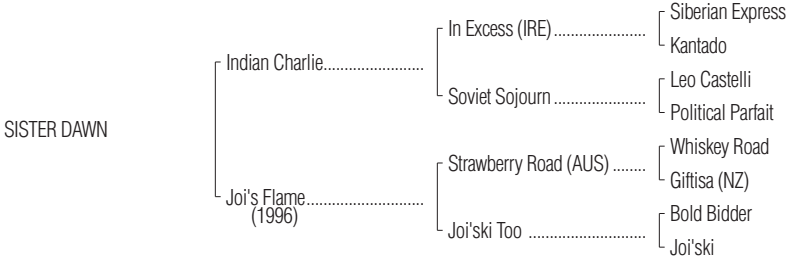 Siberian Express
In Excess (IRE)......................
Kantado
Indian Charlie........................
Leo Castelli
Soviet Sojourn ......................
Political Parfait
SISTER DAWN
Whiskey Road
Strawberry Road (AUS) ........
Giftisa (NZ)
Joi's Flame............................
(1996)
Bold Bidder
Joi'ski Too ............................
Joi'ski